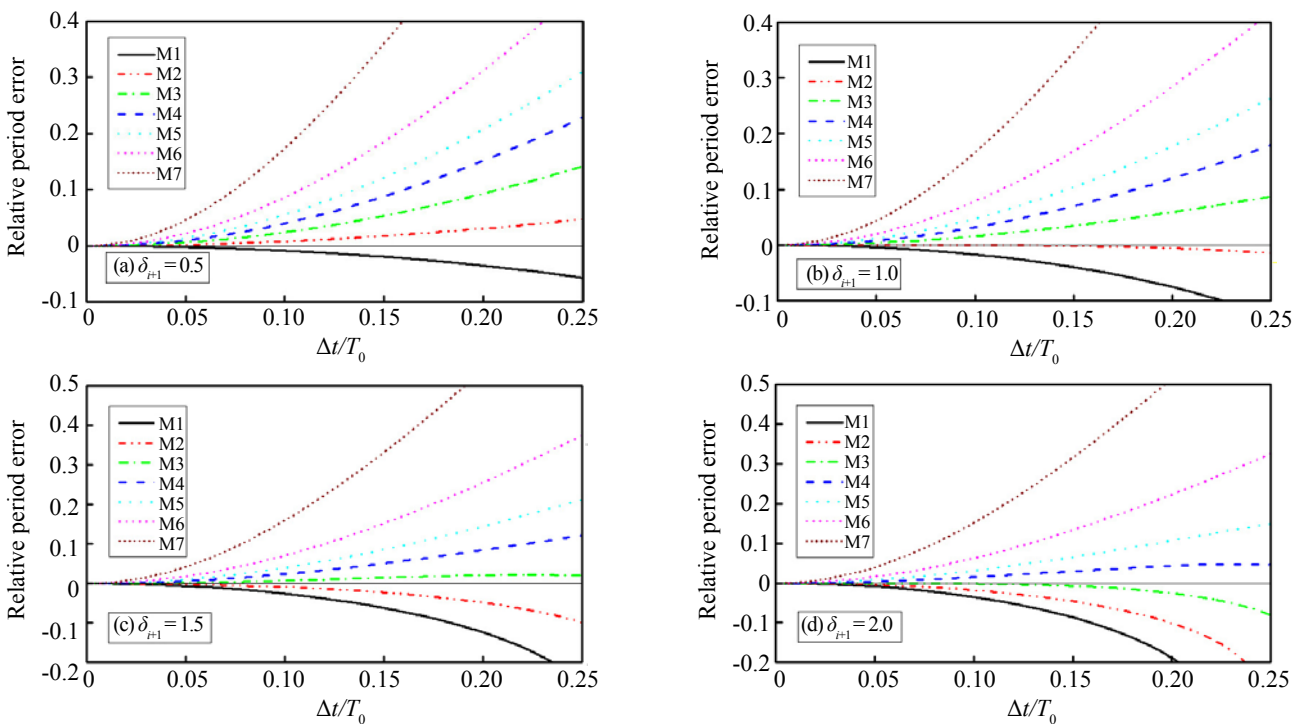 0.4
0.3
0.2
0.1
0
-0.1
Relative period error
M1
M2
M3
M4
M5
M6
M7
(a) δi+1 = 0.5
0 0.05 0.10 0.15 0.20 0.25
Δt/T0
0.4
0.3
0.2
0.1
0
-0.1
Relative period error
M1
M2
M3
M4
M5
M6
M7
(b) δi+1 = 1.0
0 0.05 0.10 0.15 0.20 0.25
Δt/T0
0.5
0.4
0.3
0.2
0.1
0
-0.1
-0.2
Relative period error
M1
M2
M3
M4
M5
M6
M7
(c) δi+1 = 1.5
0 0.05 0.10 0.15 0.20 0.25
Δt/T0
0.5
0.4
0.3
0.2
0.1
0
-0.1
-0.2
Relative period error
M1
M2
M3
M4
M5
M6
M7
(d) δi+1 = 2.0
0 0.05 0.10 0.15 0.20 0.25
Δt/T0